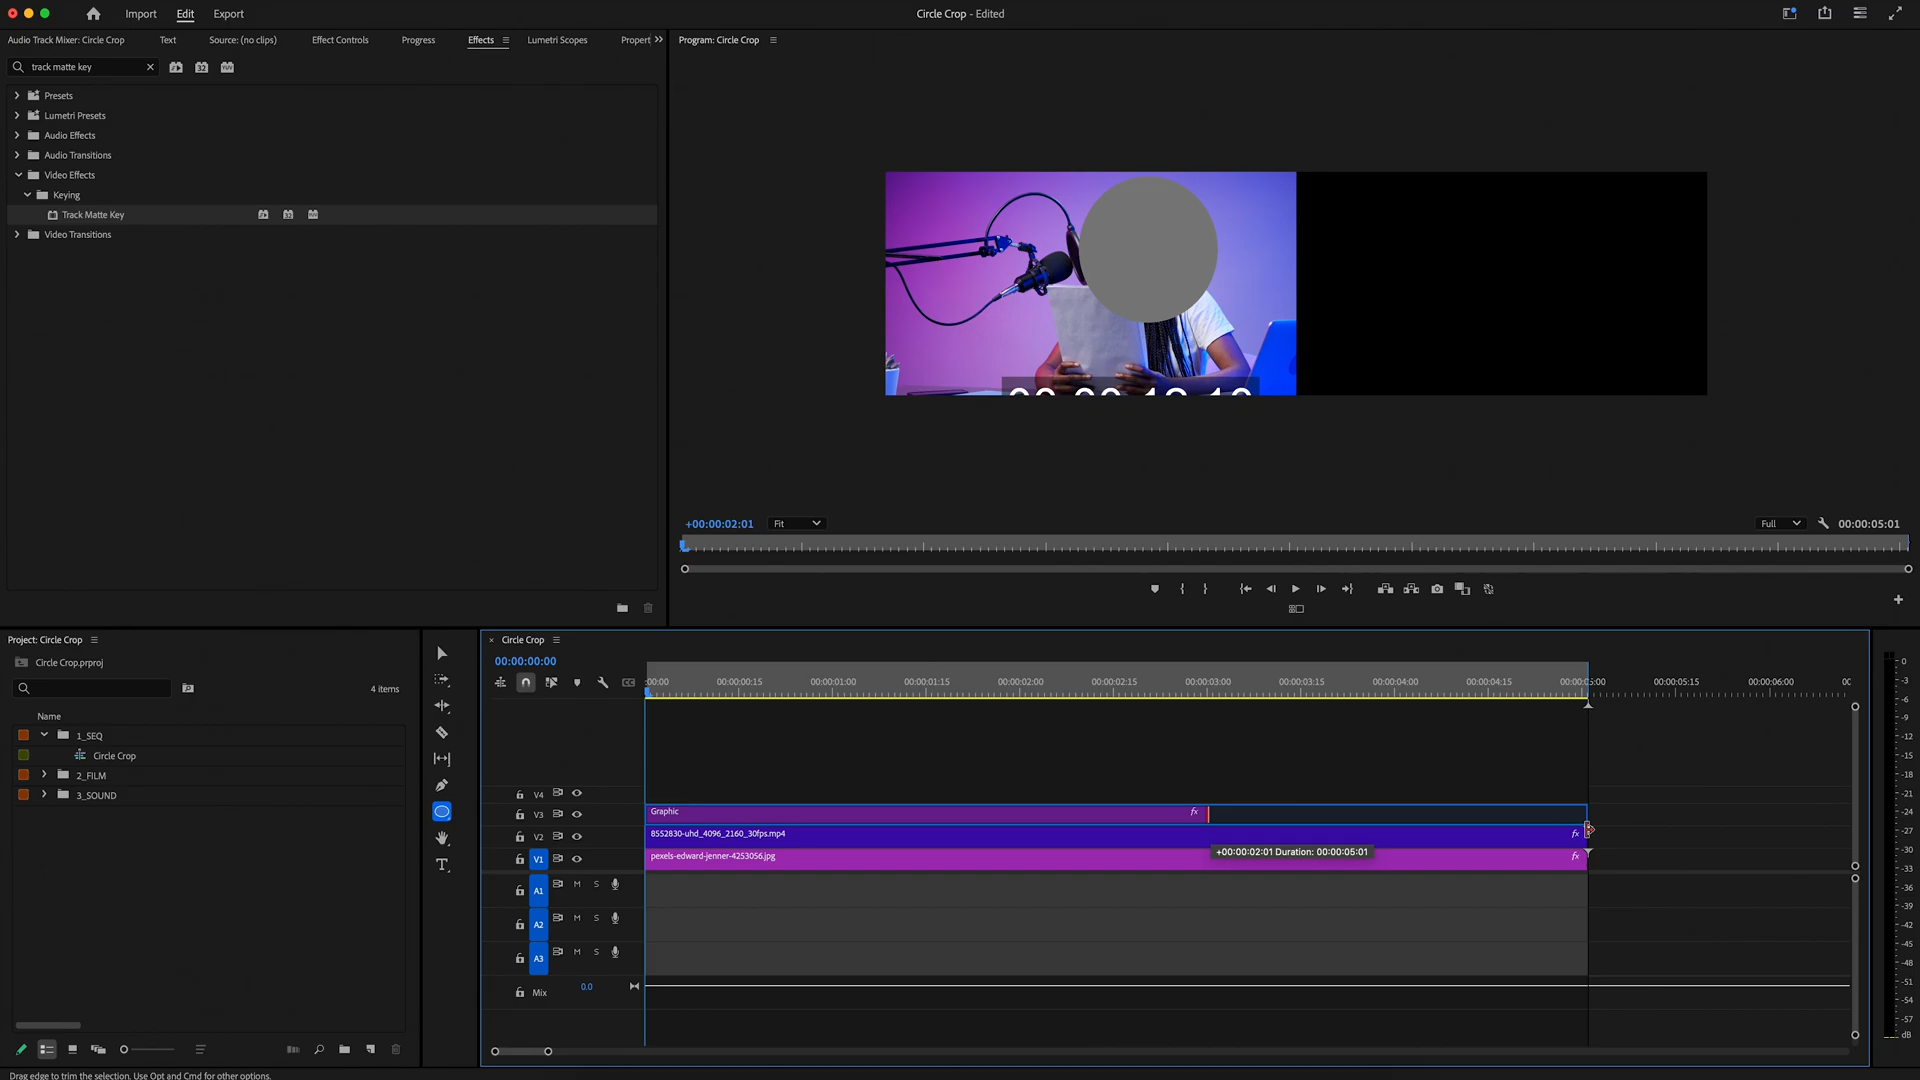 Import
Edit
Export
Circle Crop - Edited
Audio Track Mixer: Circle Crop
Text
Source: (no clips)
Effect Controls
Progress
Effects
Lumetri Scopes
Propert
Program: Circle Crop
track matte key
32
Presets
Lumetri Presets
Audio Effects
Audio Transitions
Video Effects
Keying
Track Matte Key
32
Video Transitions
+00:00:02:01
Fit
Full
00:00:05:01
Project: Circle Crop
Circle Crop.prproj
4 items
Name
1_SEQ
Circle Crop
2_FILM
3_SOUND
Circle Crop
00:00:00:00
:00:00
00:00:00:15
00:00:01:00
00:00:01:15
00:00:02:00
00:00:02:15
00:00:03:00
00:00:03:15
00:00:04:00
00:00:04:15
00:00:05:00
00:00:05:15
00:00:06:00
V4
V3
Graphic
fx
V2
8552830-uhd_4096_2160_30fps.mp4
fx
V1
pexels-edward-jenner-4253056.jpg
fx
+00:00:02:01 Duration: 00:00:05:01
A1
M S
A2
M S
A3
M S
Mix
0.0
0
-3
-6
-9
-12
-15
-18
-21
-24
-27
-30
-33
-36
-39
-42
-45
-48
-51
-54
-57
dB
Drag edge to trim the selection. Use Opt and Cmd for other options.